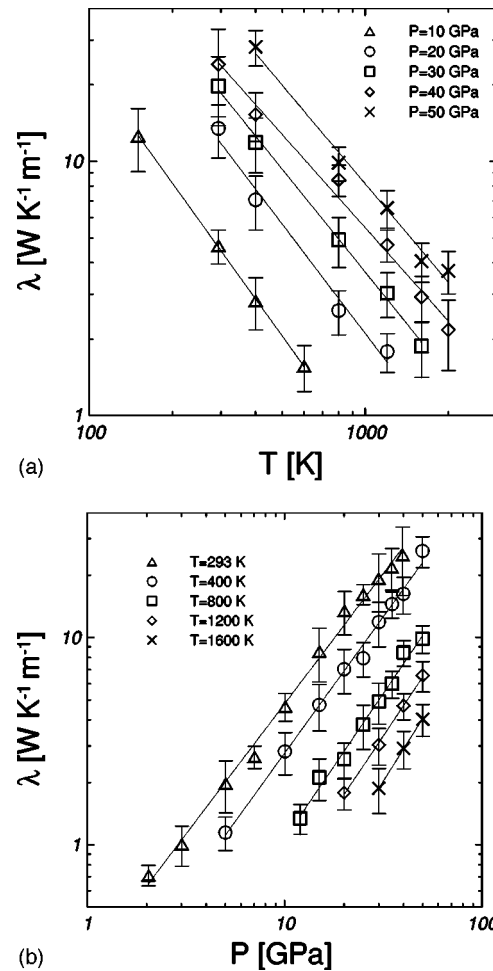 P=10 GPa
P=20 GPa
P=30 GPa
P=40 GPa
P=50 GPa
10
1
λ [W K-1 m-1]
100
1000
T [K]
(a)
T=293 K
T=400 K
T=800 K
T=1200 K
T=1600 K
10
1
λ [W K-1 m-1]
1
10
100
P [GPa]
(b)